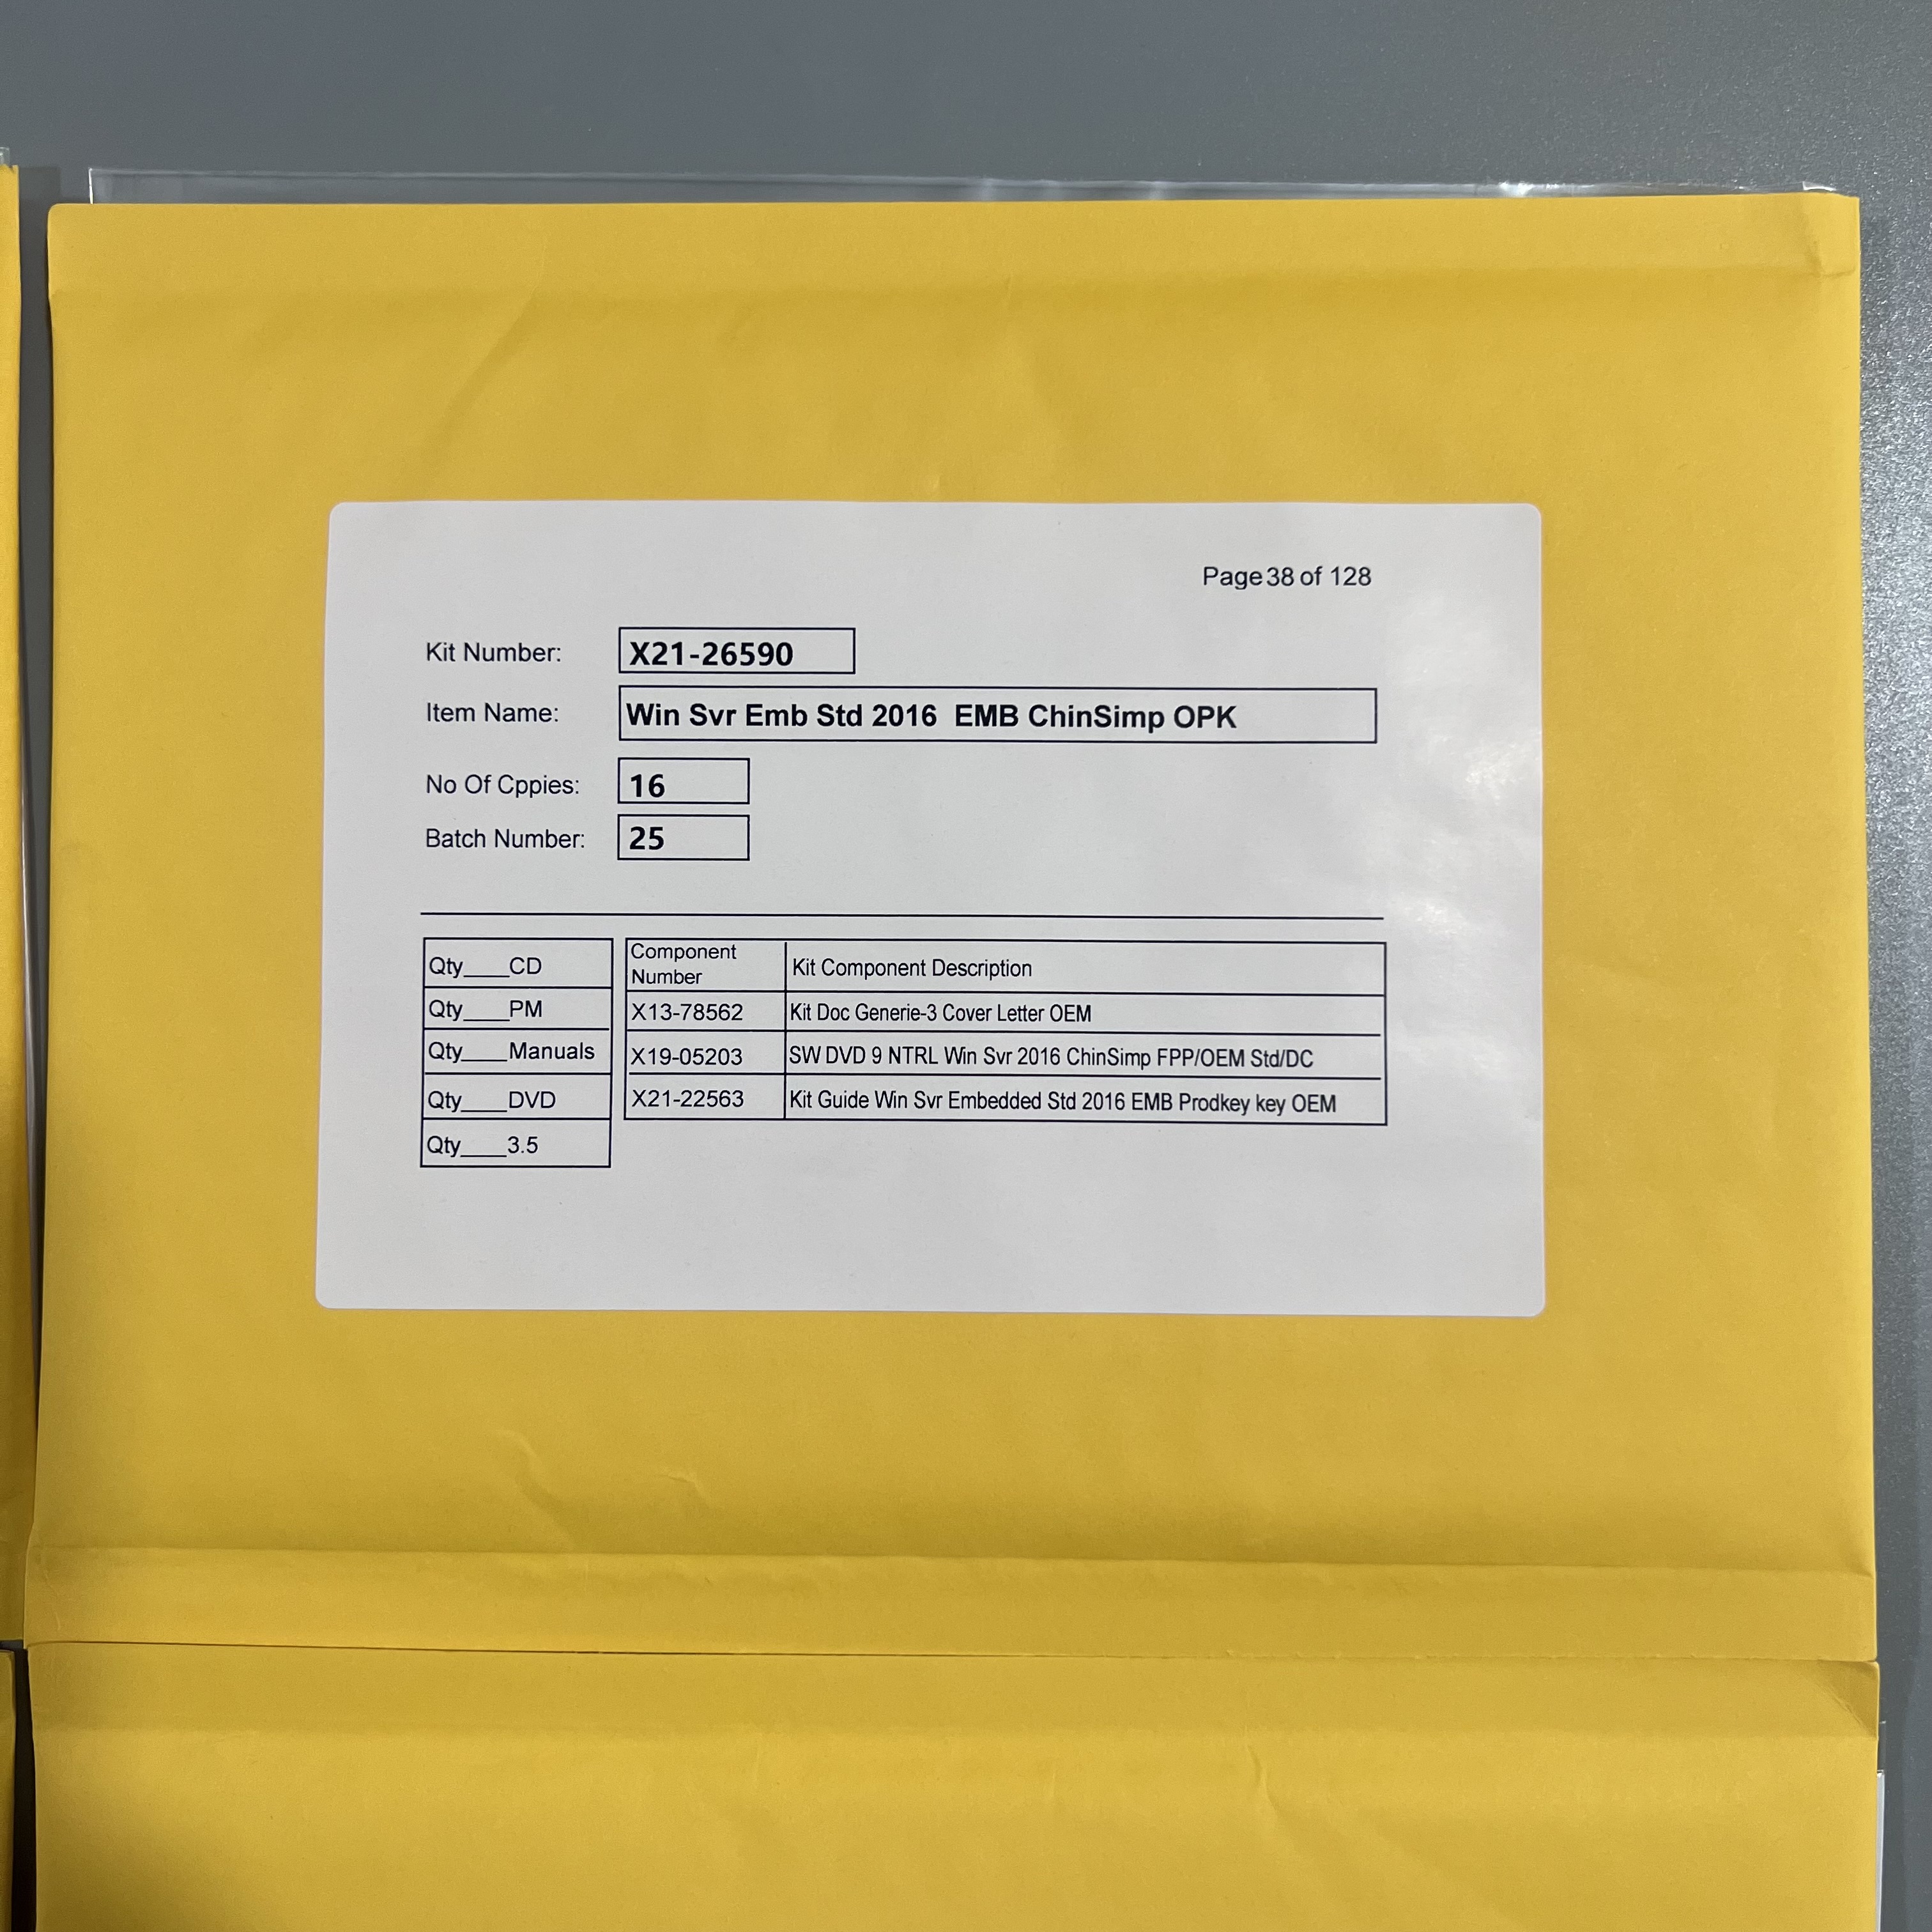 Page 38 of 128
Kit Number: X21-26590
Item Name: Win Svr Emb Std 2016 EMB ChinSimp OPK
No Of Cppies: 16
Batch Number: 25
Qty____CD
Qty____PM
Qty____Manuals
Qty____DVD
Qty____3.5
Component Number Kit Component Description
X13-78562 Kit Doc Generie-3 Cover Letter OEM
X19-05203 SW DVD 9 NTRL Win Svr 2016 ChinSimp FPP/OEM Std/DC
X21-22563 Kit Guide Win Svr Embedded Std 2016 EMB Prodkey key OEM